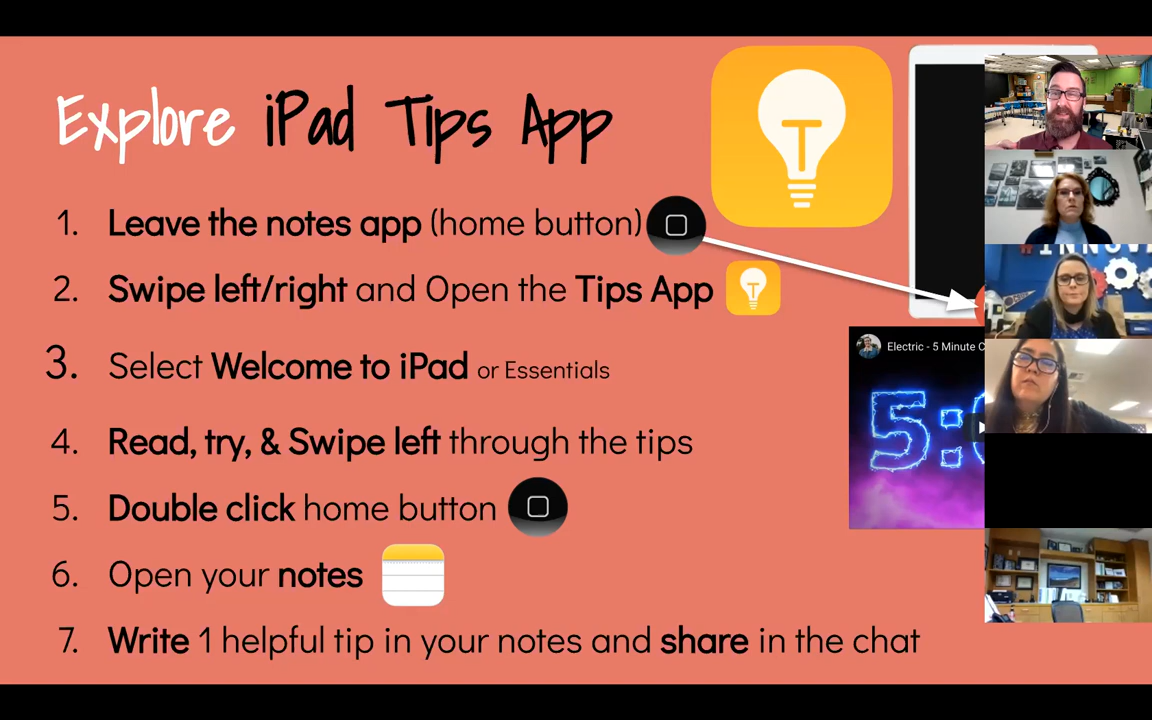 Explore iPad Tips App
T
1. Leave the notes app (home button)
2. Swipe left/right and Open the Tips App
3. Select Welcome to iPad or Essentials
4. Read, try, & Swipe left through the tips
5. Double click home button
6. Open your notes
7. Write 1 helpful tip in your notes and share in the chat
Electric - 5 Minute
5: